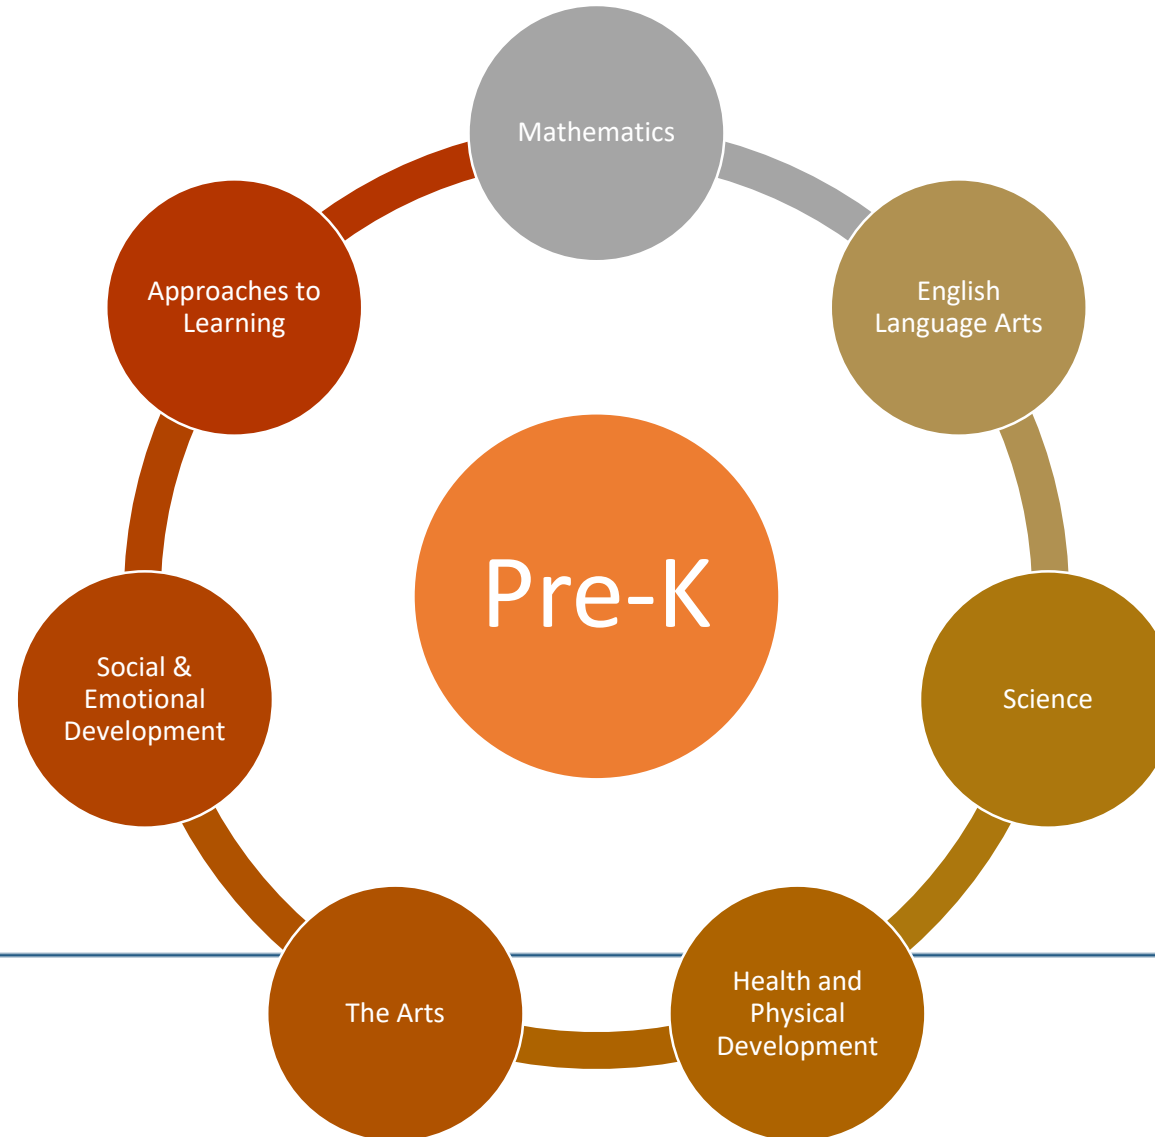 Mathematics
English
Language Arts
Science
Health and
Physical
Development
The Arts
Social &
Emotional
Development
Approaches to
Learning
Pre-K